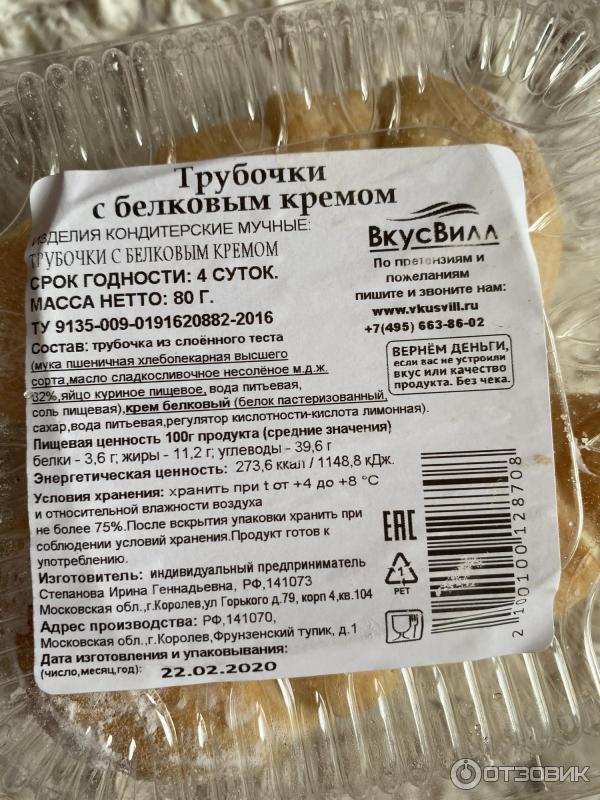 Трубочки
с белковым кремом
ИЗДЕЛИЯ КОНДИТЕРСКИЕ МУЧНЫЕ:
ТРУБОЧКИ С БЕЛКОВЫМ КРЕМОМ
СРОК ГОДНОСТИ: 4 СУТОК.
МАССА НЕТТО: 80 Г.
ТУ 9135-009-0191620882-2016
Состав: трубочка из слоённого теста
(мука пшеничная хлебопекарная высшего
сорта,масло сладкосливочное несолёное м.д.ж.
82%,яйцо куриное пищевое, вода питьевая,
соль пищевая),крем белковый (белок пастеризованный,
сахар,вода питьевая,регулятор кислотности-кислота лимонная).
Пищевая ценность 100г продукта (средние значения)
белки - 3,6 г; жиры - 11,2 г; углеводы - 39,6 г
Энергетическая ценность: 273,6 ккал / 1148,8 кДж.
Условия хранения: хранить при t от +4 до +8 °С
и относительной влажности воздуха
не более 75%.После вскрытия упаковки хранить при
соблюдении условий хранения.Продукт готов к
употреблению.
Изготовитель: индивидуальный предприниматель
Степанова Ирина Геннадьевна, РФ,141073
Московская обл.,г.Королев,ул Горького д.79, корп 4,кв.104
Адрес производства: РФ,141070,
Московская обл.,г.Королев,Фрунзенский тупик, д.1
Дата изготовления и упаковывания:
(число,месяц,год): 22.02.2020
ВкусВилл
По претензиям и
пожеланиям
пишите и звоните нам:
www.vkusvill.ru
+7(495) 663-86-02
ВЕРНЁМ ДЕНЬГИ,
если вас не устроили
вкус или качество
продукта. Без чека.
EAC
1
PET
2 100100 128708
ОТЗОВИК